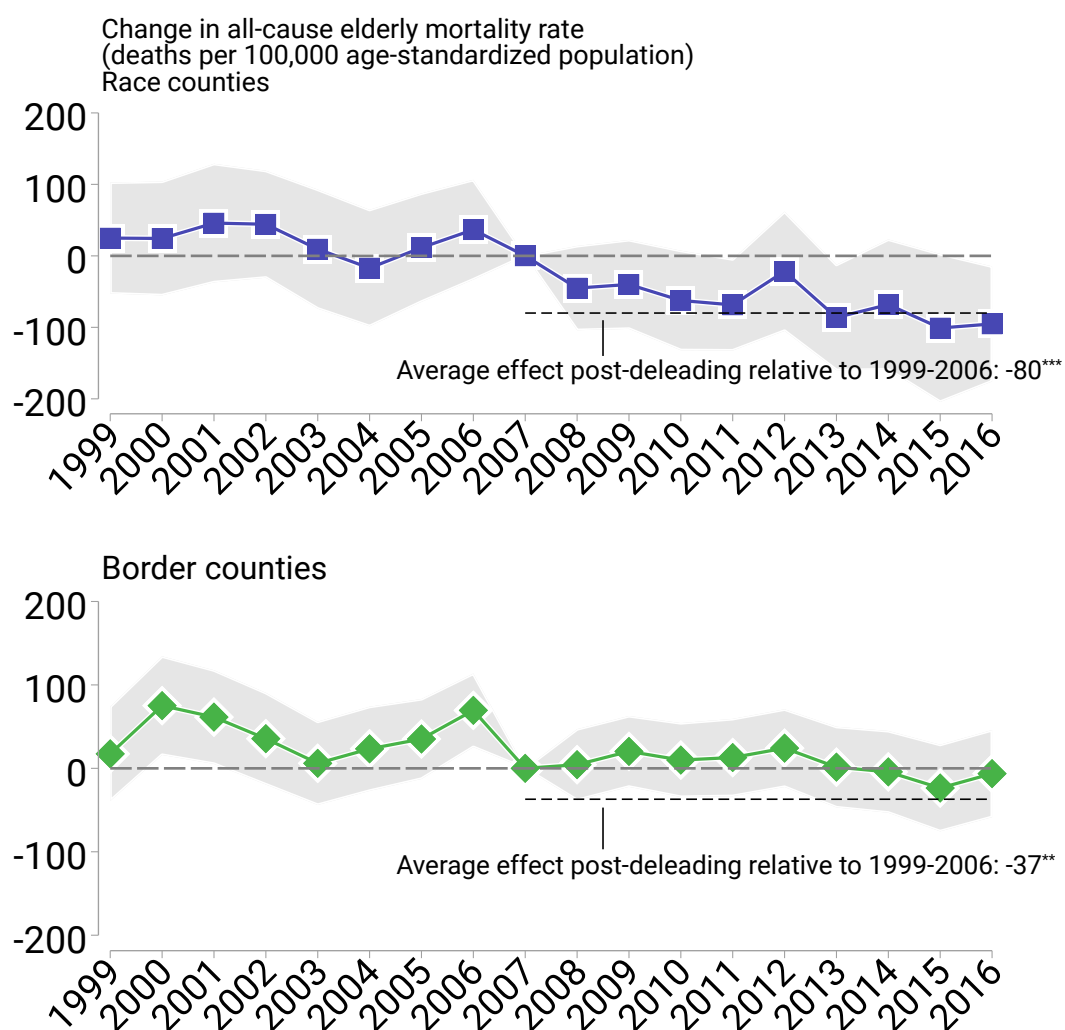 Change in all-cause elderly mortality rate
(deaths per 100,000 age-standardized population)
Race counties
200
100
0
-100
-200
Average effect post-deleading relative to 1999-2006: -80***
1999 2000 2001 2002 2003 2004 2005 2006 2007 2008 2009 2010 2011 2012 2013 2014 2015 2016
Border counties
200
100
0
-100
-200
Average effect post-deleading relative to 1999-2006: -37**
1999 2000 2001 2002 2003 2004 2005 2006 2007 2008 2009 2010 2011 2012 2013 2014 2015 2016